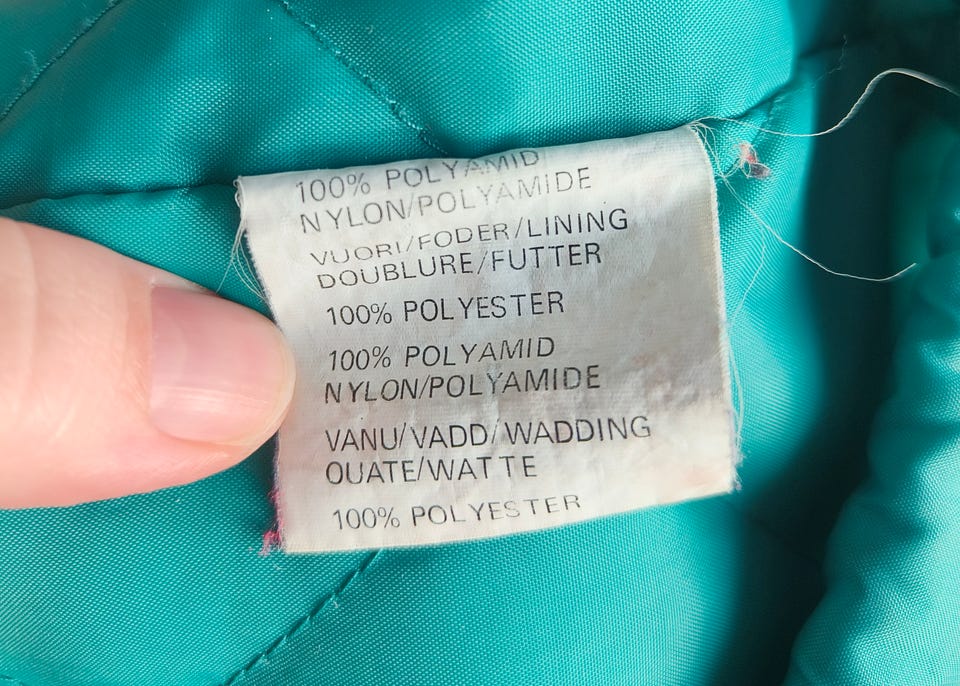 100% POLYAMID
NYLON/POLYAMIDE
VUORI/FODER/LINING
DOUBLURE/FUTTER
100% POLYESTER
100% POLYAMID
NYLON/POLYAMIDE
VANU/VADD/WADDING
OUATE/WATTE
100% POLYESTER